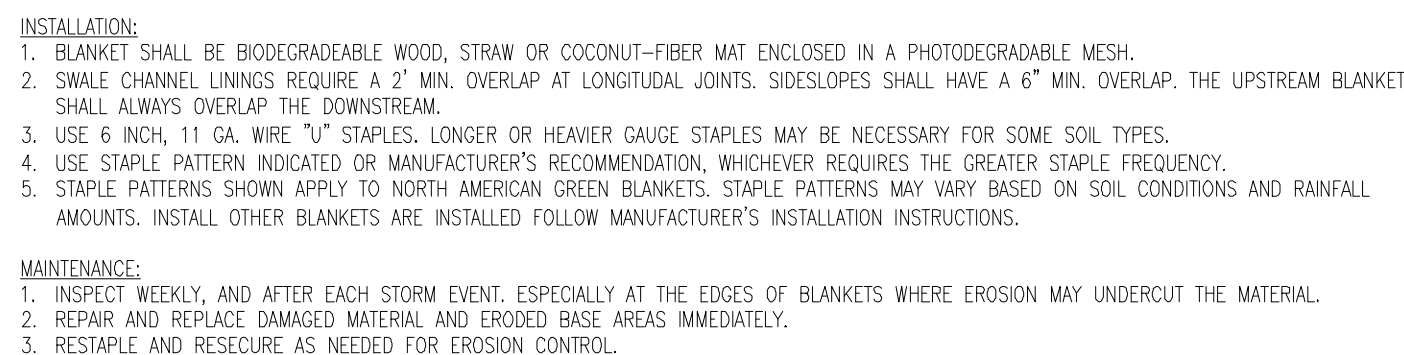 INSTALLATION:
1. BLANKET SHALL BE BIODEGRADEABLE WOOD, STRAW OR COCONUT-FIBER MAT ENCLOSED IN A PHOTODEGRADABLE MESH.
2. SWALE CHANNEL LININGS REQUIRE A 2' MIN. OVERLAP AT LONGITUDAL JOINTS. SIDESLOPES SHALL HAVE A 6" MIN. OVERLAP. THE UPSTREAM BLANKET
SHALL ALWAYS OVERLAP THE DOWNSTREAM.
3. USE 6 INCH, 11 GA. WIRE "U" STAPLES. LONGER OR HEAVIER GAUGE STAPLES MAY BE NECESSARY FOR SOME SOIL TYPES.
4. USE STAPLE PATTERN INDICATED OR MANUFACTURER'S RECOMMENDATION, WHICHEVER REQUIRES THE GREATER STAPLE FREQUENCY.
5. STAPLE PATTERNS SHOWN APPLY TO NORTH AMERICAN GREEN BLANKETS. STAPLE PATTERNS MAY VARY BASED ON SOIL CONDITIONS AND RAINFALL
AMOUNTS. INSTALL OTHER BLANKETS ARE INSTALLED FOLLOW MANUFACTURER'S INSTALLATION INSTRUCTIONS.
MAINTENANCE:
1. INSPECT WEEKLY, AND AFTER EACH STORM EVENT. ESPECIALLY AT THE EDGES OF BLANKETS WHERE EROSION MAY UNDERCUT THE MATERIAL.
2. REPAIR AND REPLACE DAMAGED MATERIAL AND ERODED BASE AREAS IMMEDIATELY.
3. RESTAPLE AND RESECURE AS NEEDED FOR EROSION CONTROL.